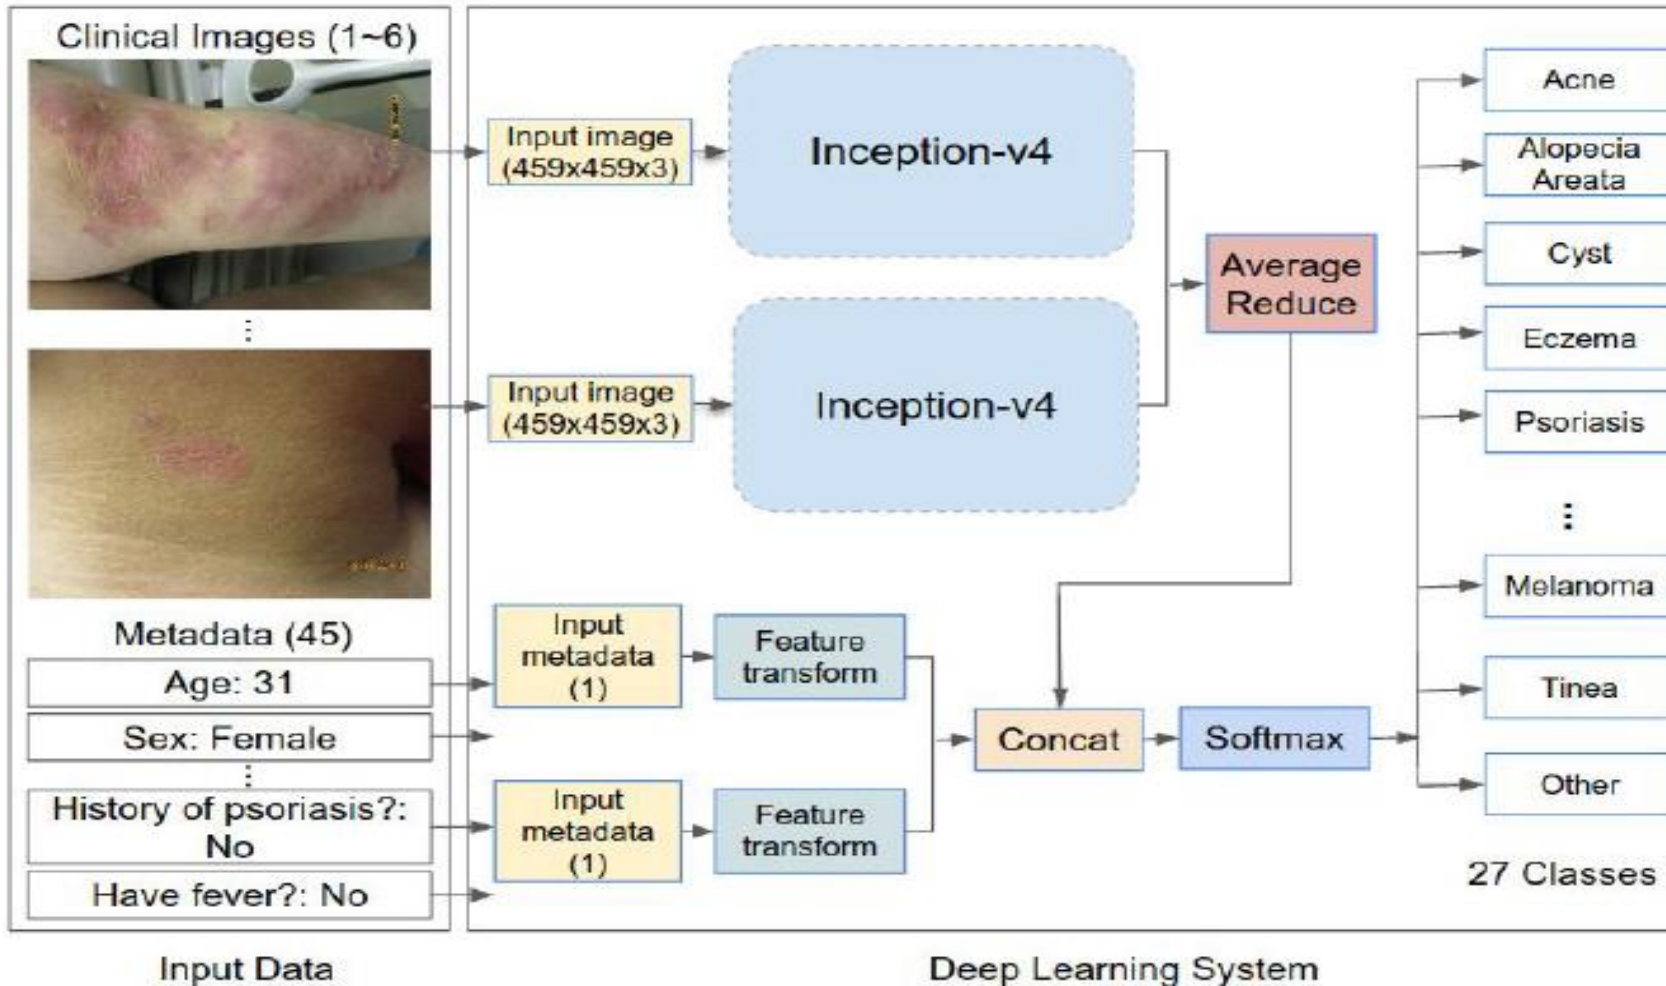 Clinical Images (1~6)
Metadata (45)
Age: 31
Sex: Female
⋮
History of psoriasis?:
No
Have fever?: No
Input Data
Input image
(459x459x3)
Inception-v4
Input image
(459x459x3)
Inception-v4
Average
Reduce
Input
metadata
(1)
Feature
transform
Input
metadata
(1)
Feature
transform
Concat
Softmax
Acne
Alopecia
Areata
Cyst
Eczema
Psoriasis
⋮
Melanoma
Tinea
Other
27 Classes
Deep Learning System